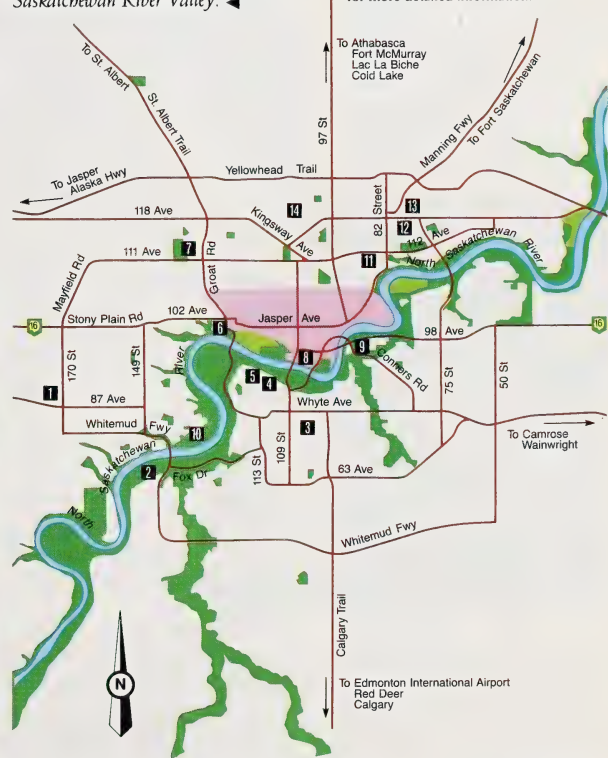 Saskatchewan River Valley. ◄
for more detailed information.
To Athabasca
Fort McMurray
Lac La Biche
Cold Lake
To St. Albert
St. Albert Trail
97 St
Manning Fwy
To Fort Saskatchewan
To Jasper
Alaska Hwy
Yellowhead Trail
118 Ave
Kingsway Ave
14
82 Street
13
12
112 Ave
111 Ave
7
Groat Rd
11
North Saskatchewan River
Mayfield Rd
16
Stony Plain Rd
102 Ave
6
Jasper Ave
98 Ave
16
170 St
149 St
River
5
4
8
9
Connors Rd
75 St
50 St
1
87 Ave
Whyte Ave
Whitemud Fwy
10
3
To Camrose
Wainwright
Saskatchewan
2
Fox Dr
113 St
109 St
63 Ave
North
Whitemud Fwy
Calgary Trail
N
To Edmonton International Airport
Red Deer
Calgary